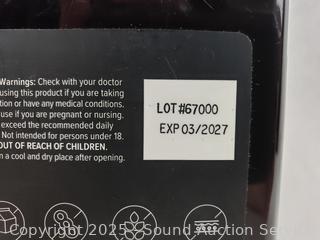 Warnings: Check with your doctor
using this product if you are taking
or have any medical conditions.
use if you are pregnant or nursing.
exceed the recommended daily
Not intended for persons under 18.
OUT OF REACH OF CHILDREN.
a cool and dry place after opening.
LOT#67000
EXP 03/2027
Copyright 2025 Sound Auction Service